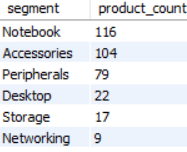 segment product_count
Notebook 116
Accessories 104
Peripherals 79
Desktop 22
Storage 17
Networking 9